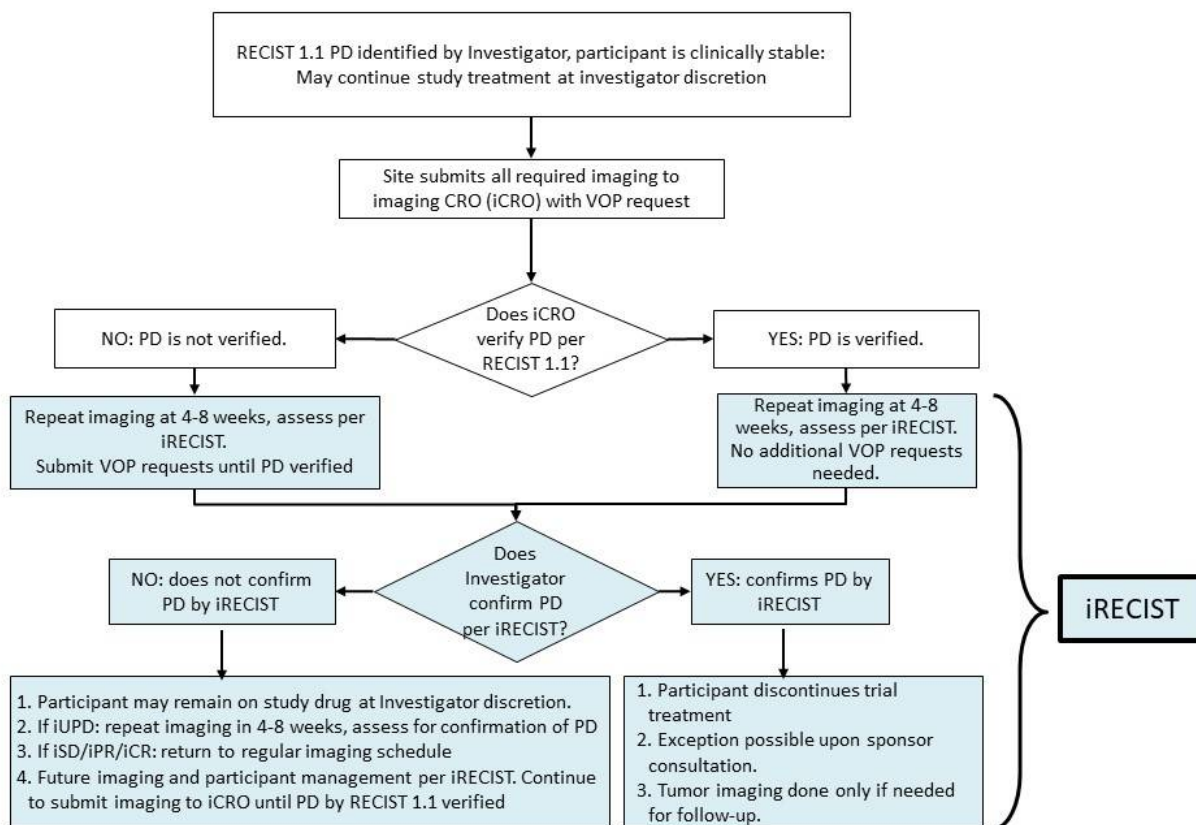 RECIST 1.1 PD identified by Investigator, participant is clinically stable:
May continue study treatment at investigator discretion
Site submits all required imaging to
imaging CRO (iCRO) with VOP request
Does iCRO
verify PD per
RECIST 1.1?
NO: PD is not verified.
YES: PD is verified.
Repeat imaging at 4-8 weeks, assess per
iRECIST.
Submit VOP requests until PD verified
Repeat imaging at 4-8
weeks, assess per iRECIST.
No additional VOP requests
needed.
Does
Investigator
confirm PD
per iRECIST?
NO: does not confirm
PD by iRECIST
YES: confirms PD by
iRECIST
iRECIST
1. Participant may remain on study drug at Investigator discretion.
2. If iUPD: repeat imaging in 4-8 weeks, assess for confirmation of PD
3. If iSD/iPR/iCR: return to regular imaging schedule
4. Future imaging and participant management per iRECIST. Continue
to submit imaging to iCRO until PD by RECIST 1.1 verified
1. Participant discontinues trial
treatment
2. Exception possible upon sponsor
consultation.
3. Tumor imaging done only if needed
for follow-up.